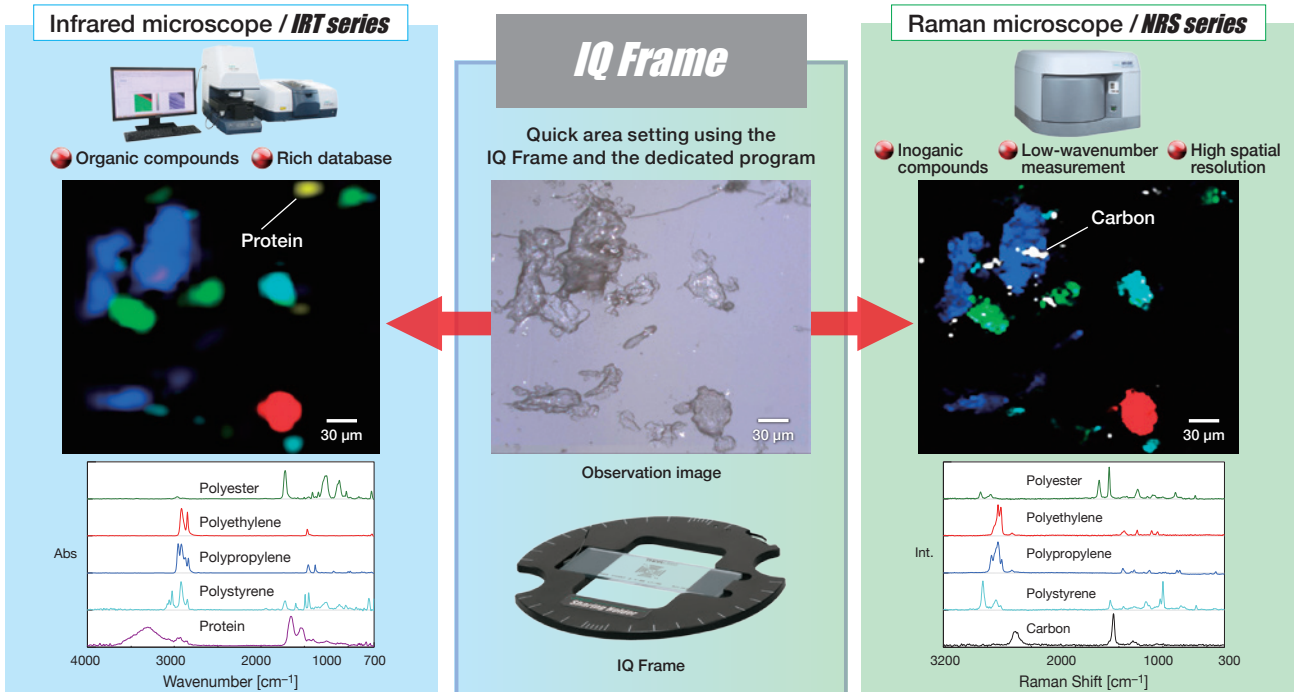 Infrared microscope / IRT series
Organic compounds
Rich database
Protein
30 µm
Polyester
Polyethylene
Polypropylene
Polystyrene
Protein
Abs
4000 3000 2000 1000 700
Wavenumber [cm⁻¹]
IQ Frame
Quick area setting using the
IQ Frame and the dedicated program
30 µm
Observation image
Sharing Holder
IQ Frame
Raman microscope / NRS series
Inoganic
compounds
Low-wavenumber
measurement
High spatial
resolution
Carbon
30 µm
Polyester
Polyethylene
Polypropylene
Polystyrene
Carbon
Int.
3200 2000 1000 300
Raman Shift [cm⁻¹]